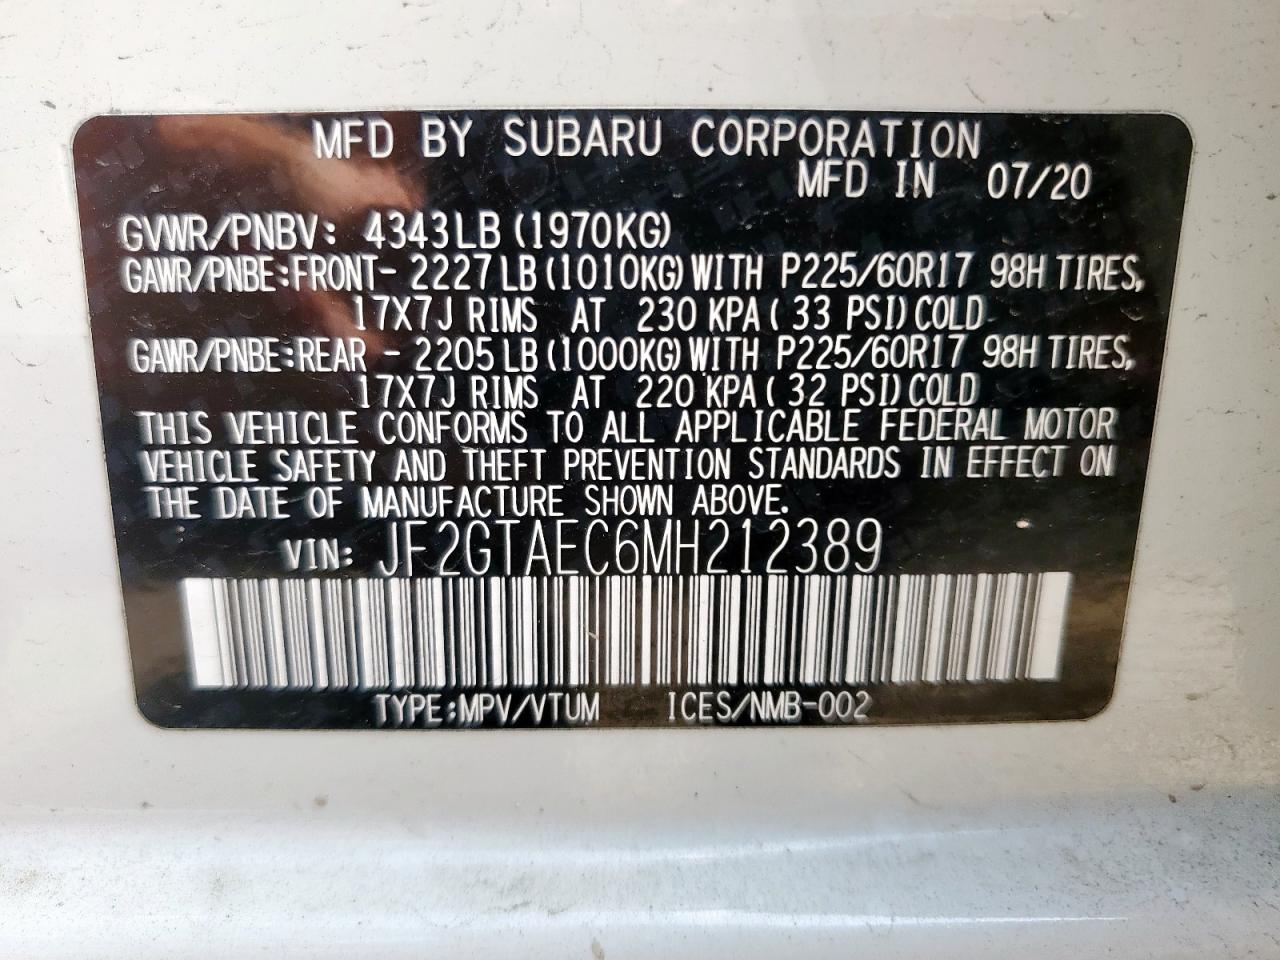 MFD BY SUBARU CORPORATION
MFD IN 07/20
GVWR/PNBV: 4343LB (1970KG)
GAWR/PNBE:FRONT- 2227LB (1010KG) WITH P225/60R17 98H TIRES,
17X7J RIMS AT 230 KPA ( 33 PSI) COLD
GAWR/PNBE:REAR - 2205LB (1000KG) WITH P225/60R17 98H TIRES,
17X7J RIMS AT 220 KPA ( 32 PSI) COLD
THIS VEHICLE CONFORMS TO ALL APPLICABLE FEDERAL MOTOR
VEHICLE SAFETY AND THEFT PREVENTION STANDARDS IN EFFECT ON
THE DATE OF MANUFACTURE SHOWN ABOVE.
VIN: JF2GTAEC6MH212389
TYPE:MPV/VTUM ICES/NMB-002